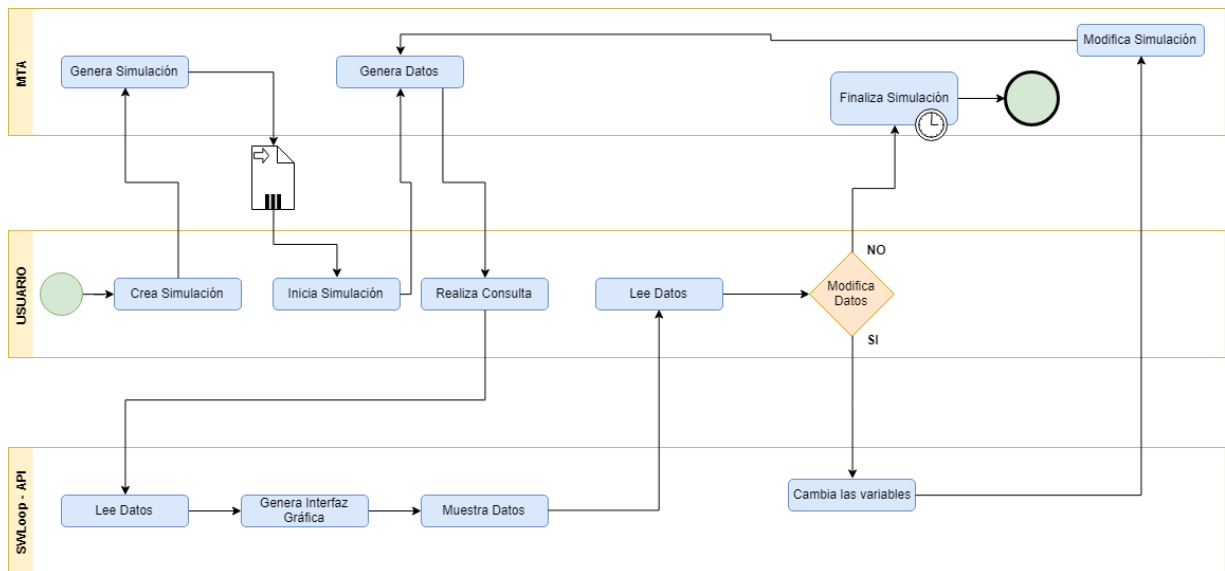 MTA
Genera Simulación
Genera Datos
Modifica Simulación
Finaliza Simulación
USUARIO
Crea Simulación
Inicia Simulación
Realiza Consulta
Lee Datos
NO
Modifica
Datos
SI
SWLoop - API
Lee Datos
Genera Interfaz
Gráfica
Muestra Datos
Cambia las variables